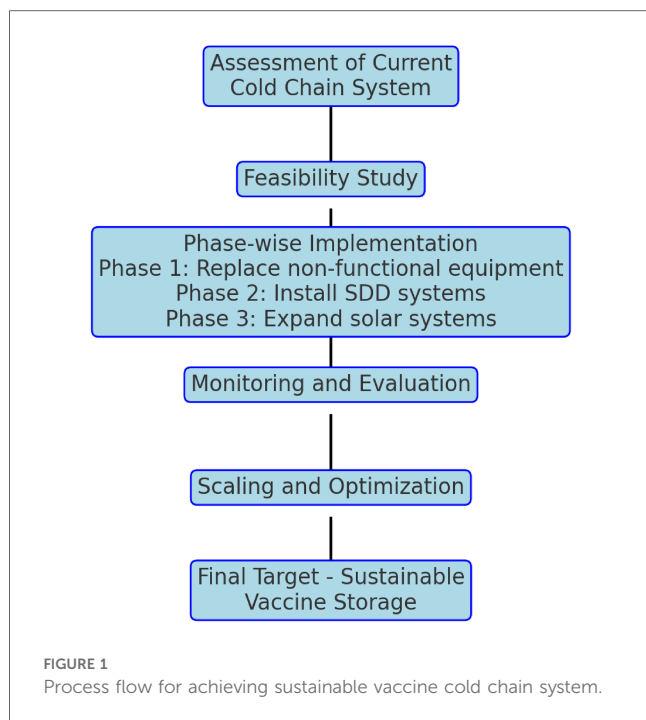 Assessment of Current
Cold Chain System
Feasibility Study
Phase-wise Implementation
Phase 1: Replace non-functional equipment
Phase 2: Install SDD systems
Phase 3: Expand solar systems
Monitoring and Evaluation
Scaling and Optimization
Final Target - Sustainable
Vaccine Storage
FIGURE 1
Process flow for achieving sustainable vaccine cold chain system.